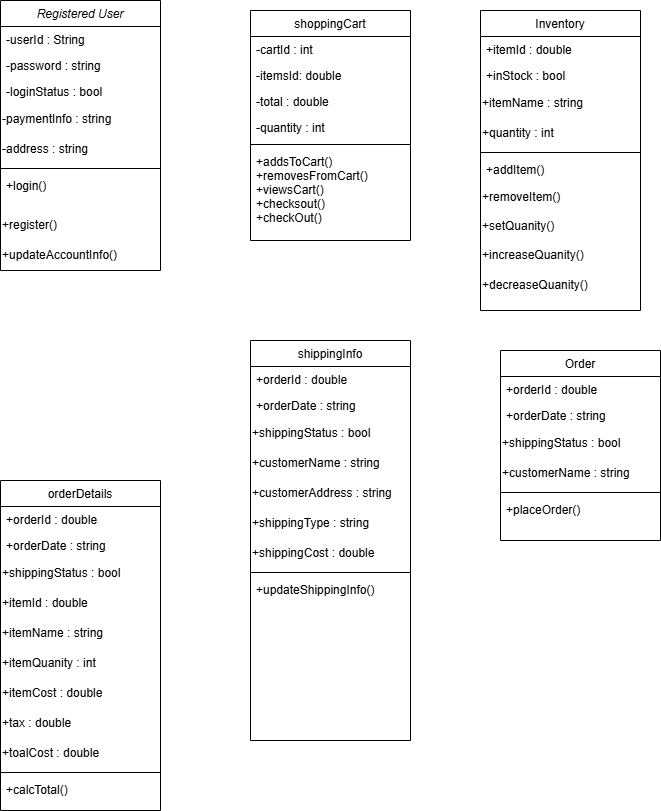 Registered User
-userId : String
-password : string
-loginStatus : bool
-paymentInfo : string
-address : string
+login()
+register()
+updateAccountInfo()
shoppingCart
-cartId : int
-itemsId: double
-total : double
-quantity : int
+addsToCart()
+removesFromCart()
+viewsCart()
+checksout()
+checkOut()
Inventory
+itemId : double
+inStock : bool
+itemName : string
+quantity : int
+addItem()
+removeItem()
+setQuanity()
+increaseQuanity()
+decreaseQuanity()
shippingInfo
+orderId : double
+orderDate : string
+shippingStatus : bool
+customerName : string
+customerAddress : string
+shippingType : string
+shippingCost : double
+updateShippingInfo()
Order
+orderId : double
+orderDate : string
+shippingStatus : bool
+customerName : string
+placeOrder()
orderDetails
+orderId : double
+orderDate : string
+shippingStatus : bool
+itemId : double
+itemName : string
+itemQuanity : int
+itemCost : double
+tax : double
+toalCost : double
+calcTotal()